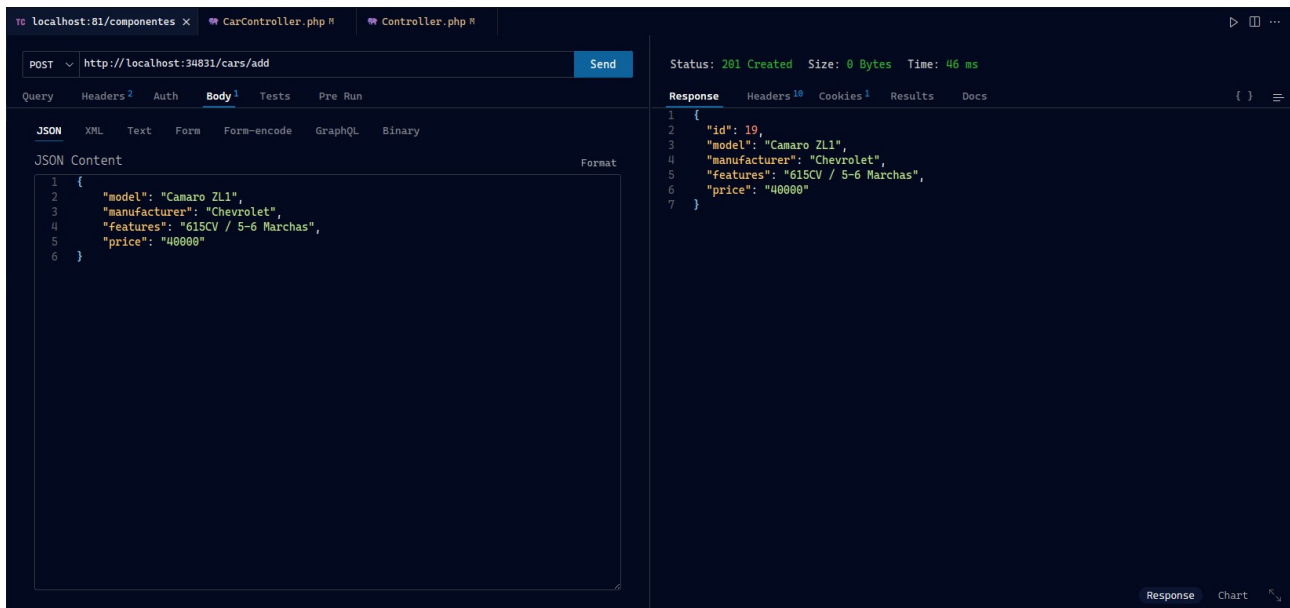 TC localhost:81/componentes × CarController.php M Controller.php M
POST http://localhost:34831/cars/add Send
Status: 201 Created Size: 0 Bytes Time: 46 ms
Query Headers 2 Auth Body 1 Tests Pre Run
Response Headers 10 Cookies 1 Results Docs { }
JSON XML Text Form Form-encode GraphQL Binary
JSON Content Format
1 {
2 "model": "Camaro ZL1",
3 "manufacturer": "Chevrolet",
4 "features": "615CV / 5-6 Marchas",
5 "price": "40000"
6 }
1 {
2 "id": 19,
3 "model": "Camaro ZL1",
4 "manufacturer": "Chevrolet",
5 "features": "615CV / 5-6 Marchas",
6 "price": "40000"
7 }
Response Chart